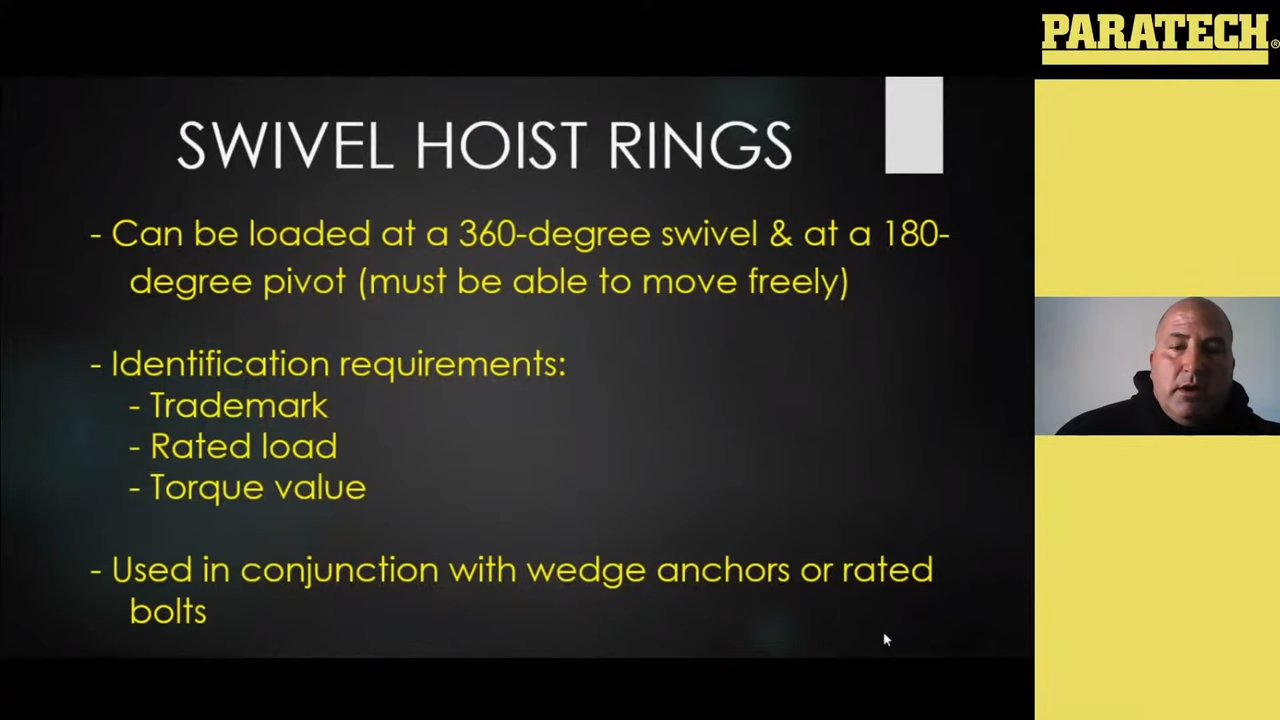 PARATECH®
SWIVEL HOIST RINGS
- Can be loaded at a 360-degree swivel & at a 180-
degree pivot (must be able to move freely)
- Identification requirements:
- Trademark
- Rated load
- Torque value
- Used in conjunction with wedge anchors or rated
bolts